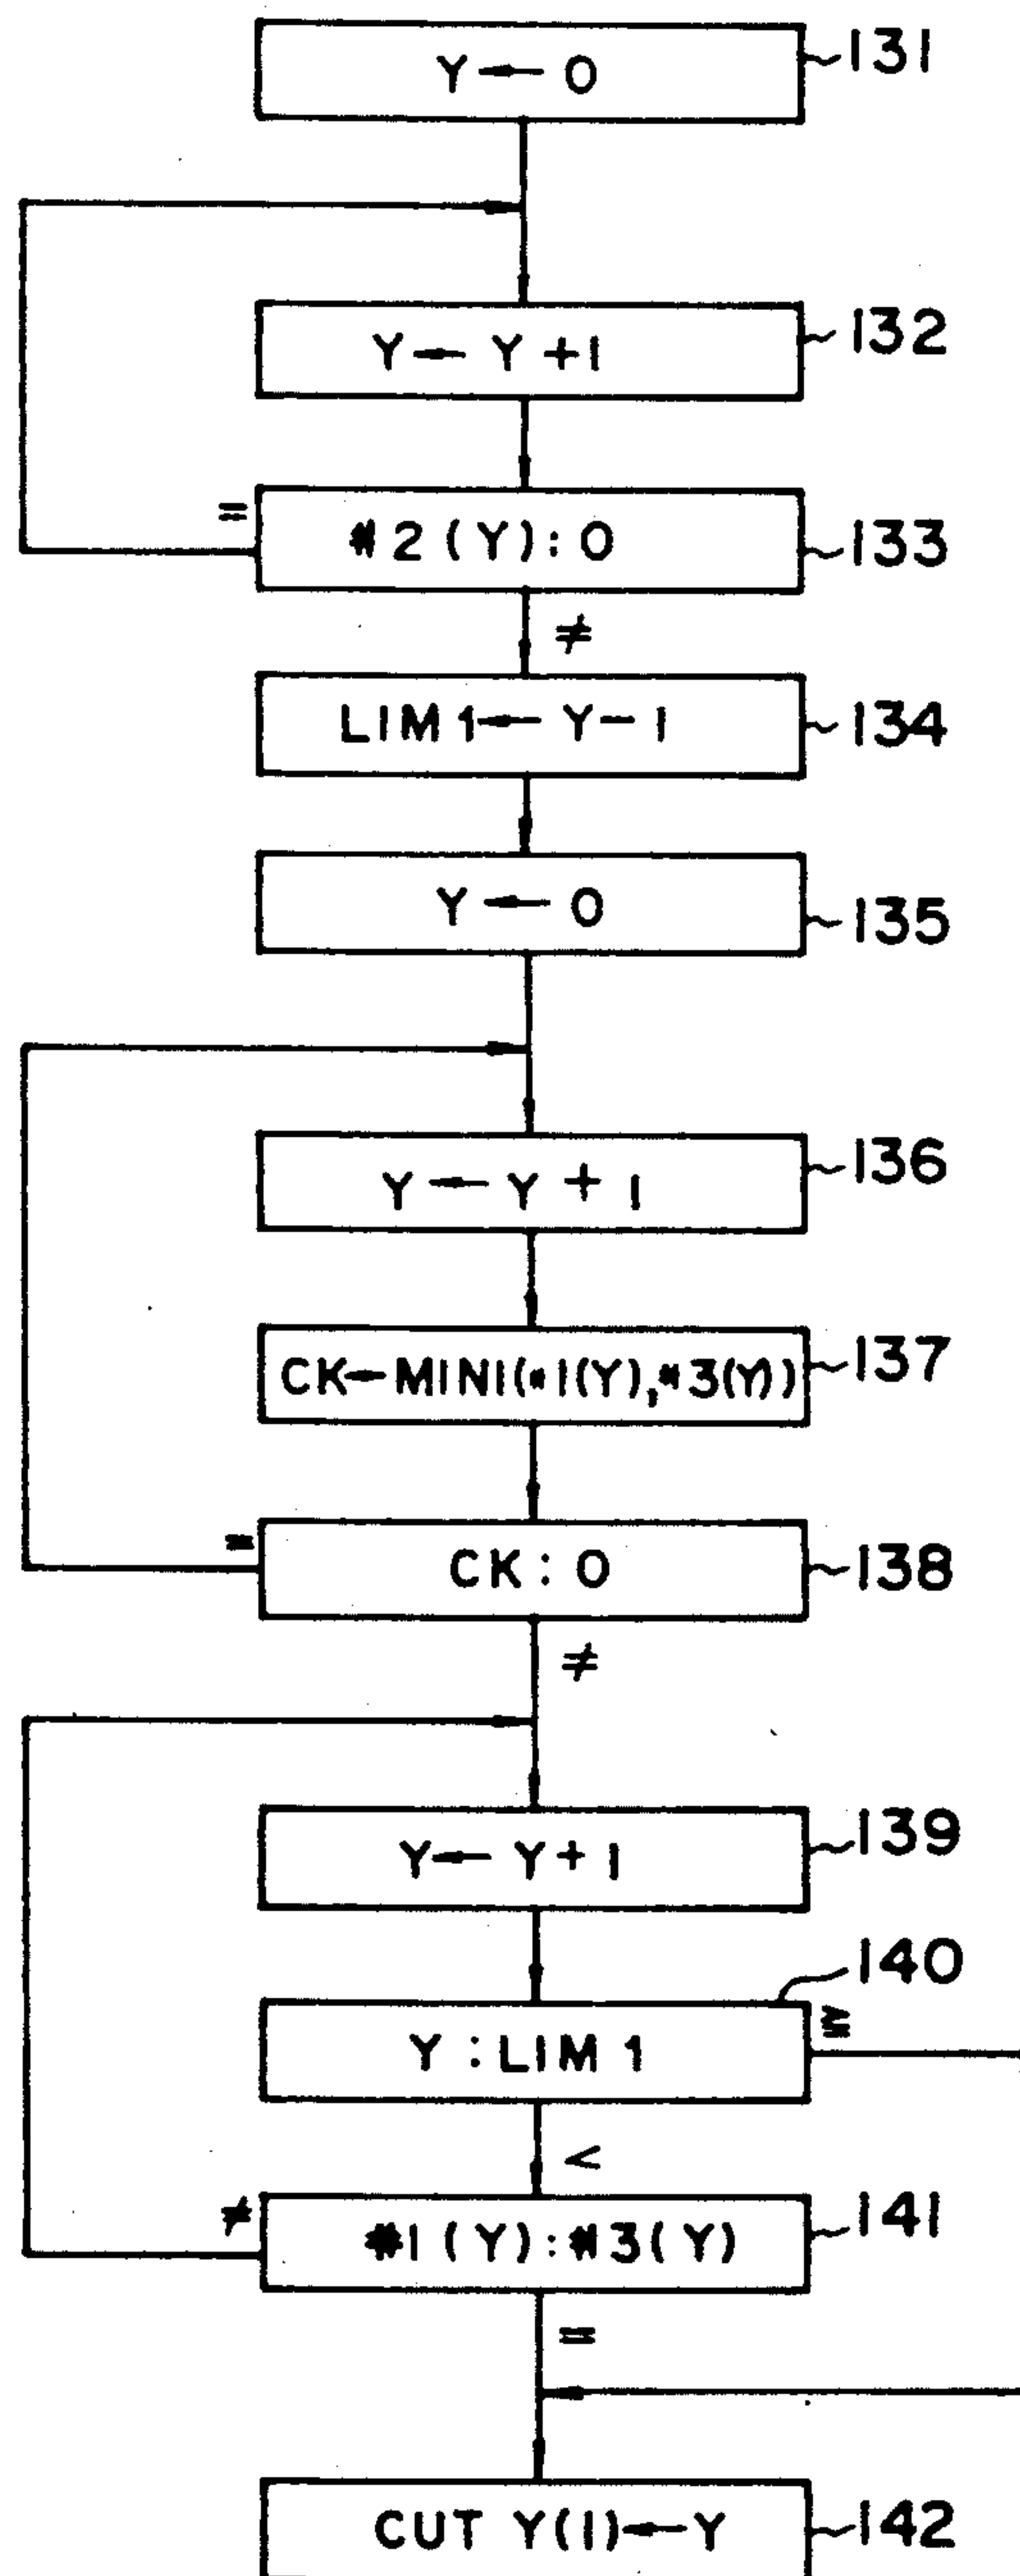 Y ← 0 131
Y ← Y + 1 132
=
#2 (Y) : 0 133
≠
LIM 1 ← Y - 1 134
Y ← 0 135
Y ← Y + 1 136
CK ← MINI(#1(Y), #3(Y)) 137
=
CK : 0 138
≠
Y ← Y + 1 139
140
Y : LIM 1 ≧
<
≠
#1 (Y) : #3 (Y) 141
=
CUT Y(1) ← Y 142